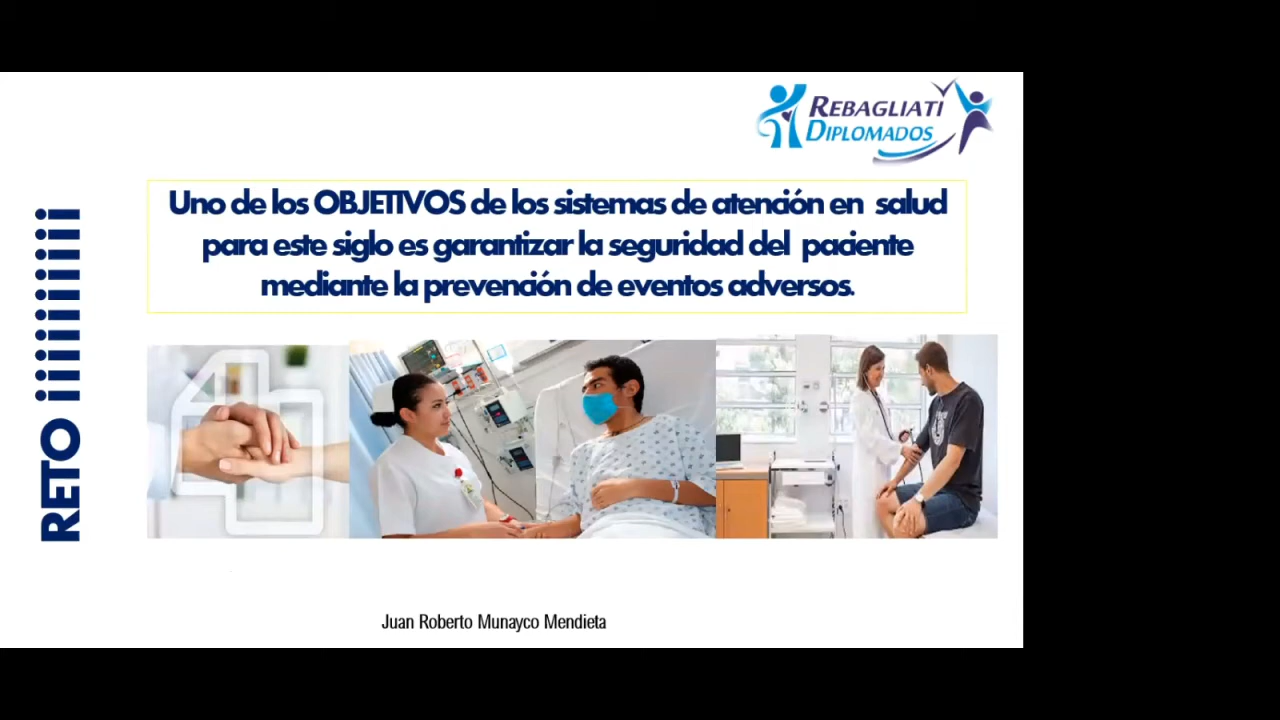 REBAGLIATI
DIPLOMADOS
Uno de los OBJETIVOS de los sistemas de atención en salud
para este siglo es garantizar la seguridad del paciente
mediante la prevención de eventos adversos.
RETO ¡¡¡¡¡¡¡¡¡
Juan Roberto Munayco Mendieta